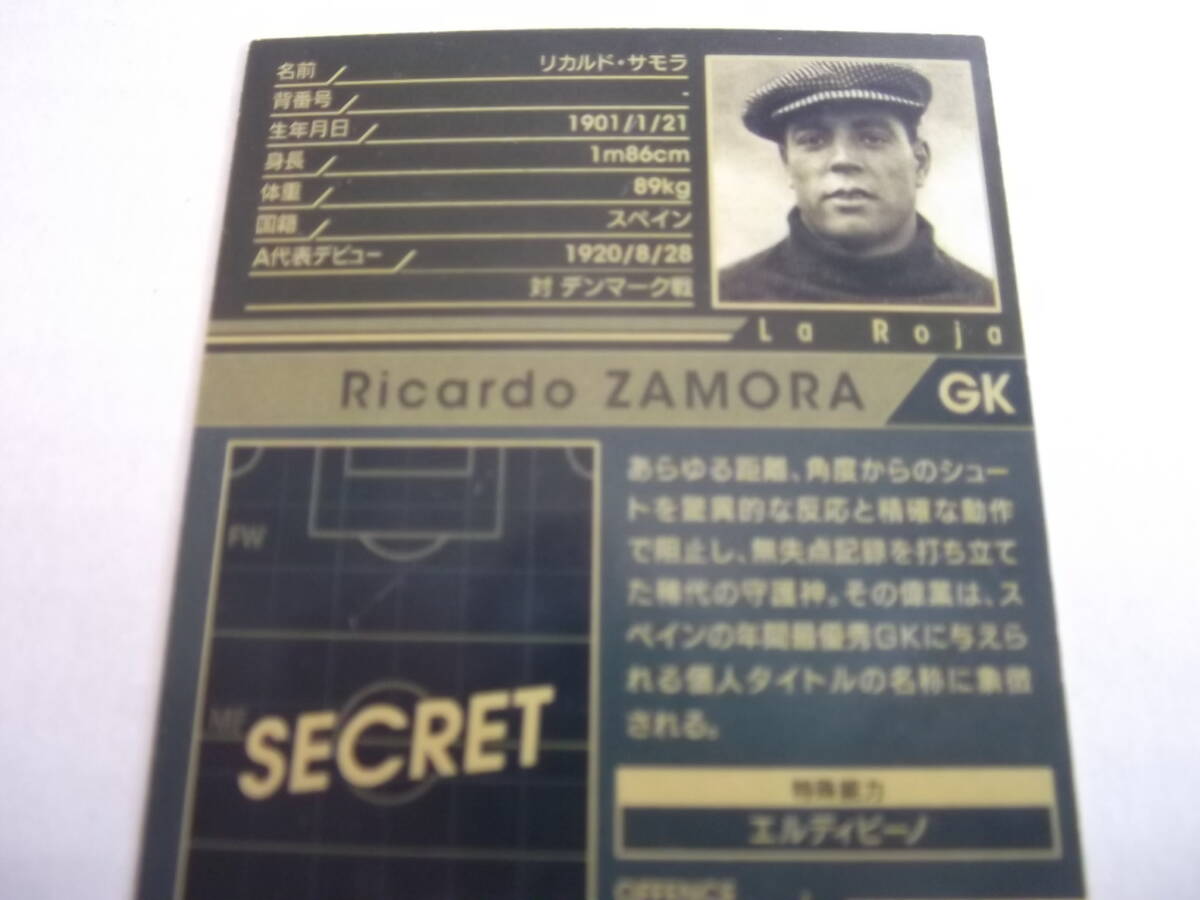 名前 リカルド・サモラ
背番号 -
生年月日 1901/1/21
身長 1m86cm
体重 89kg
国籍 スペイン
A代表デビュー 1920/8/28
対 デンマーク戦
La Roja
Ricardo ZAMORA GK
あらゆる距離、角度からのシュー
トを驚異的な反応と精確な動作
で阻止し、無失点記録を打ち立て
た稀代の守護神。その偉業は、ス
ペインの年間最優秀GKに与えら
れる個人タイトルの名称に象徴
される。
FW
MF
SECRET
特殊能力
エルディビーノ
OFFENCE